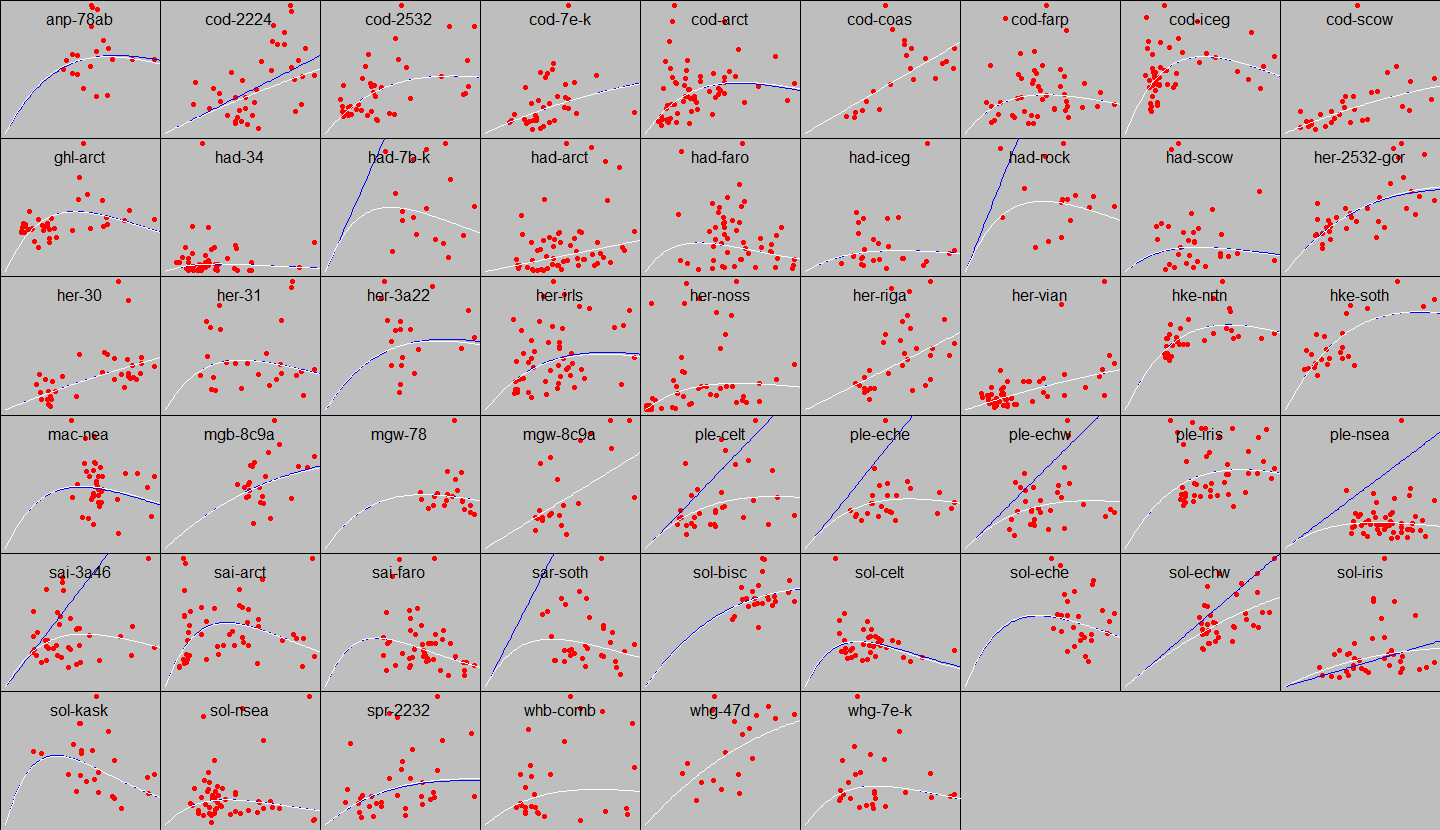 anp-78ab cod-2224 cod-2532 cod-7e-k cod-arct cod-coas cod-farp cod-iceg cod-scow
ghl-arct had-34 had-7b-k had-arct had-faro had-iceg had-rock had-scow her-2532-gor
her-30 her-31 her-3a22 her-irls her-noss her-riga her-vian hke-nrtn hke-soth
mac-nea mgb-8c9a mgw-78 mgw-8c9a ple-celt ple-eche ple-echw ple-iris ple-nsea
sai-3a46 sai-arct sai-faro sar-soth sol-bisc sol-celt sol-eche sol-echw sol-iris
sol-kask sol-nsea spr-2232 whb-comb whg-47d whg-7e-k